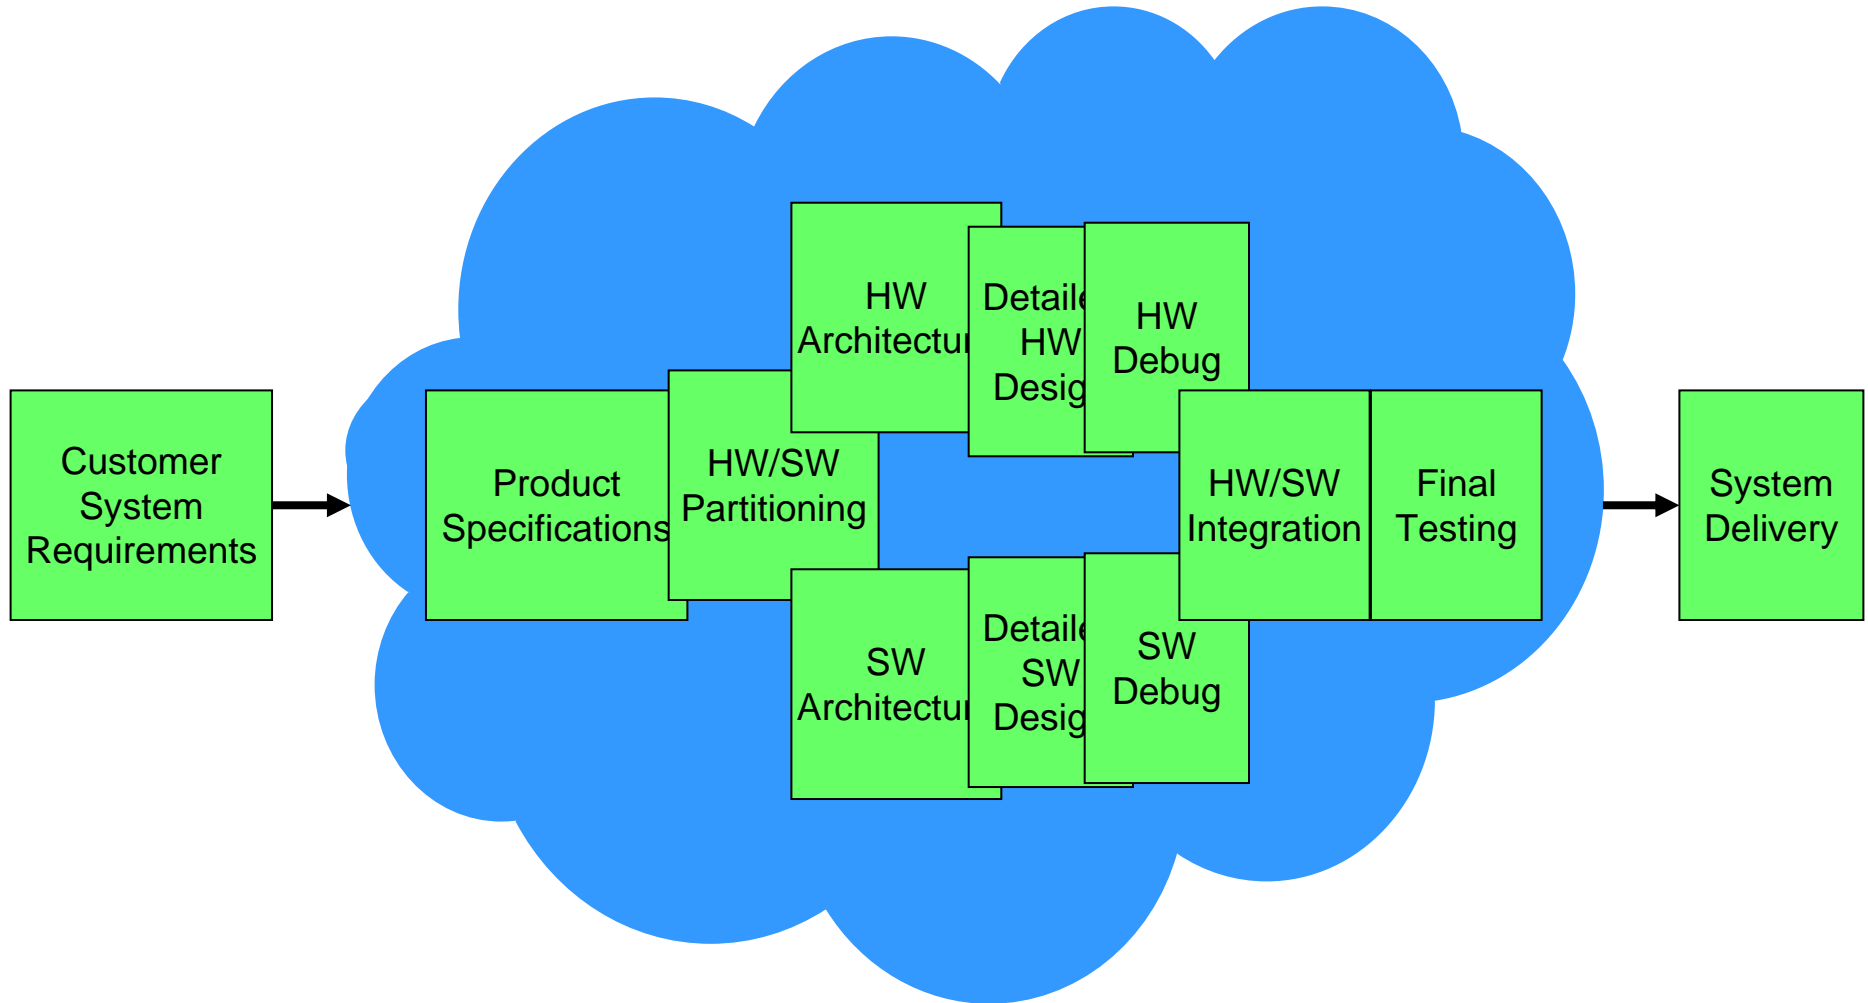 Customer
System
Requirements
Product
Specifications
HW/SW
Partitioning
HW
Architectur
Detaile
HW
Desig
HW
Debug
SW
Architectur
Detaile
SW
Desig
SW
Debug
HW/SW
Integration
Final
Testing
System
Delivery